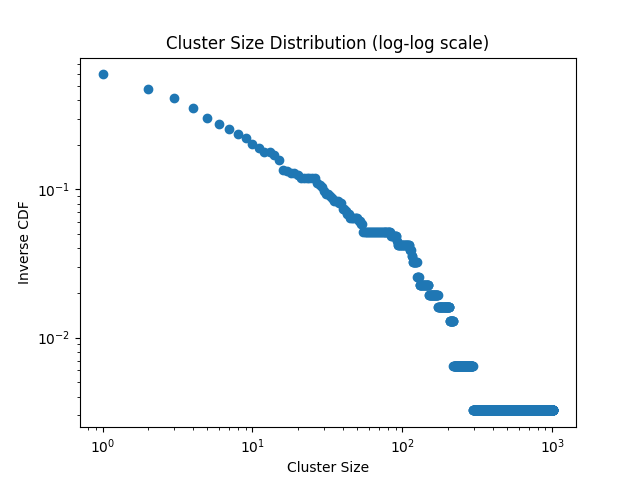 Cluster Size Distribution (log-log scale)
Inverse CDF
10⁻¹
10⁻²
10⁰ 10¹ 10² 10³
Cluster Size